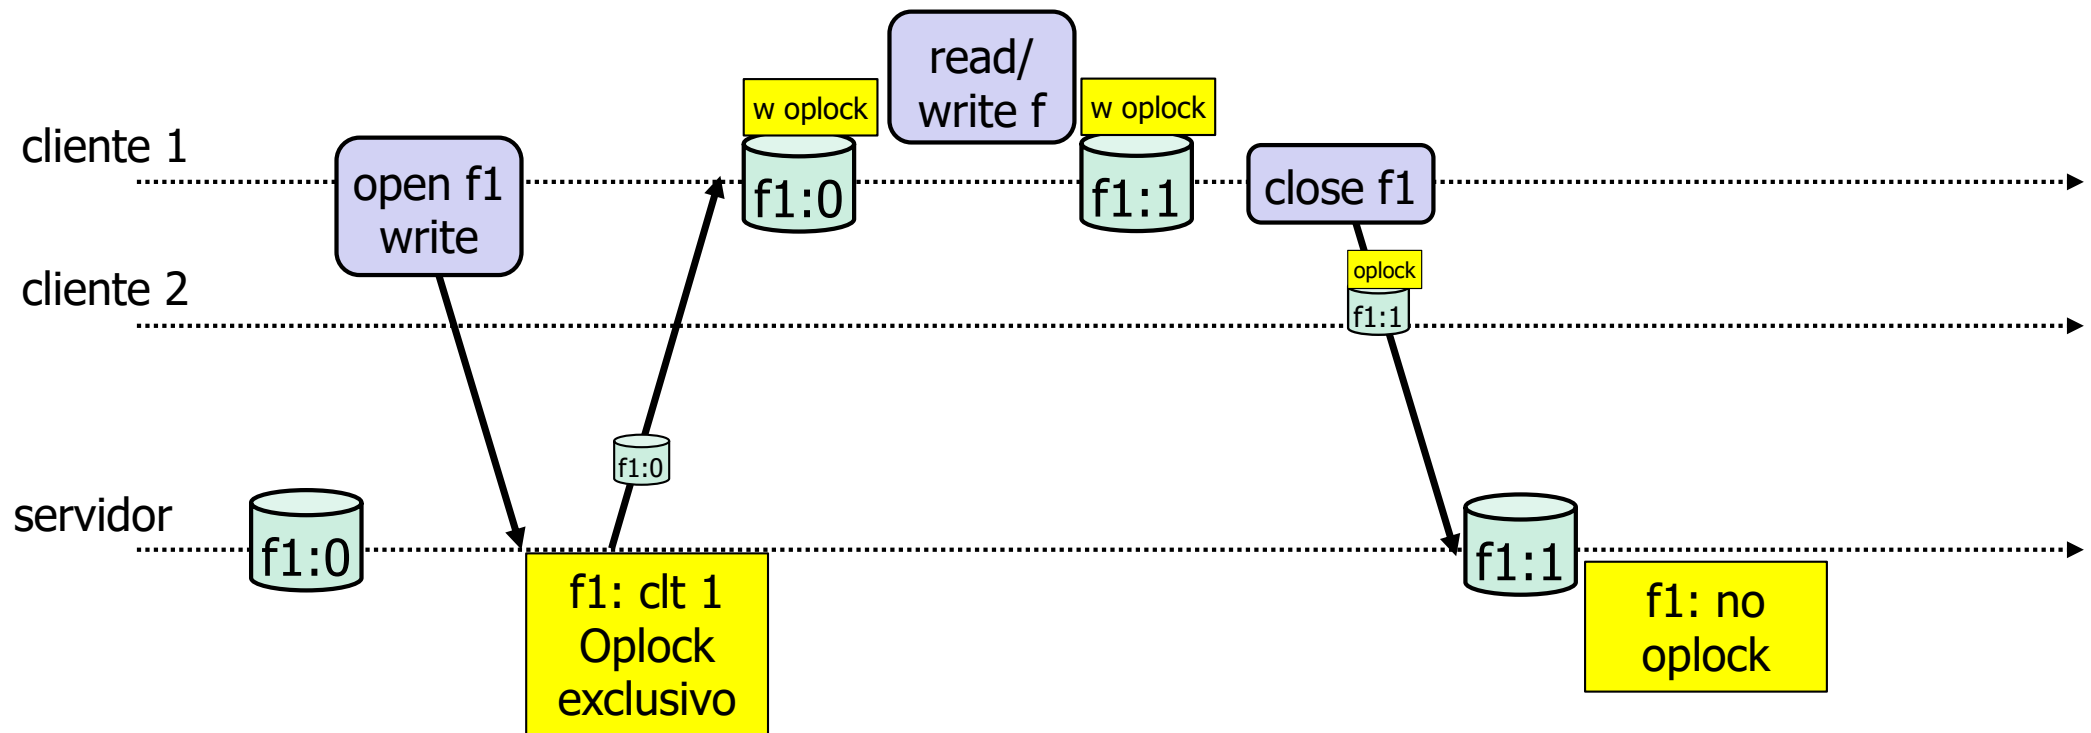 read/
write f
w oplock
w oplock
cliente 1
open f1
write
f1:0
f1:1
close f1
cliente 2
oplock
f1:1
f1:0
servidor
f1:0
f1:1
f1: clt 1
Oplock
exclusivo
f1: no
oplock